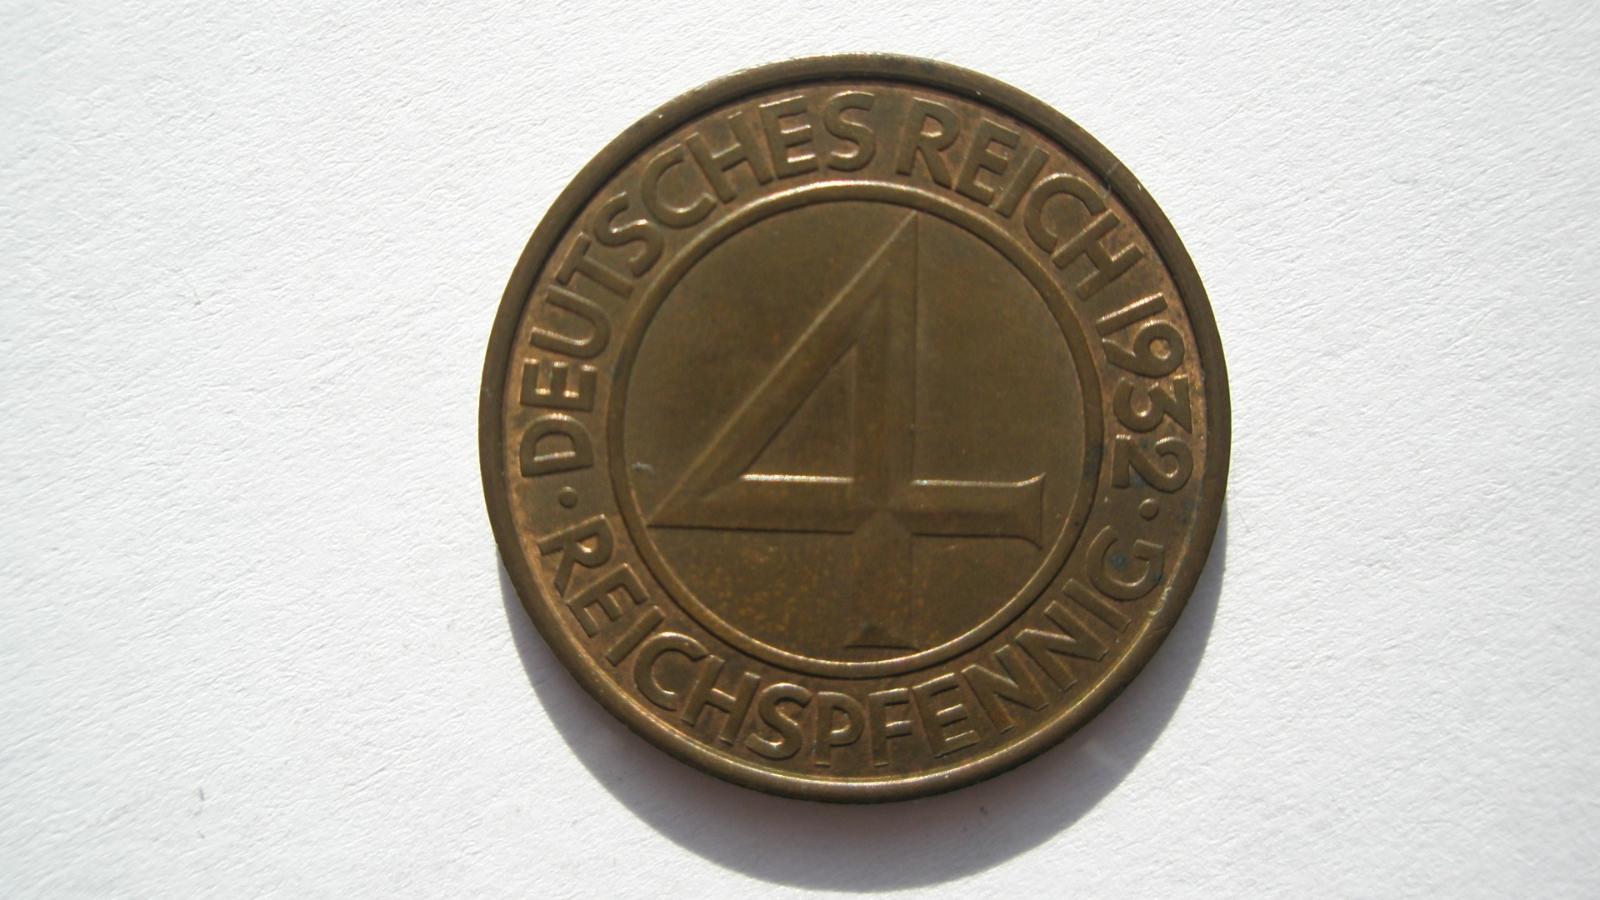 DEUTSCHES REICH 1932
4
REICHSPFENNIG